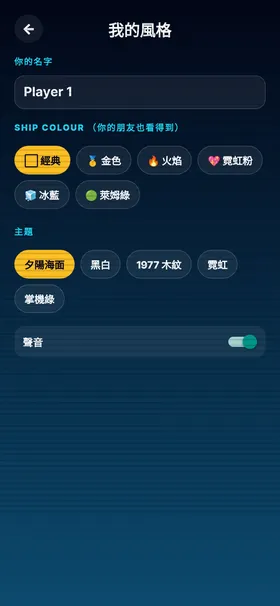 我的風格
你的名字
Player 1
SHIP COLOUR （你的朋友也看得到）
經典 金色 火焰 霓虹粉
冰藍 萊姆綠
主題
夕陽海面 黑白 1977 木紋 霓虹
掌機綠
聲音